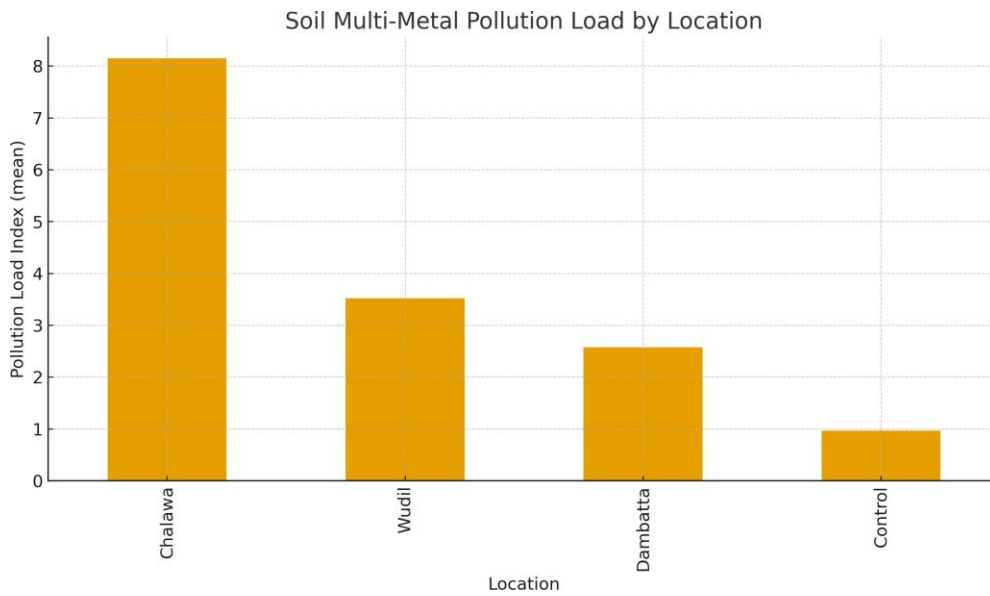 Soil Multi-Metal Pollution Load by Location
Pollution Load Index (mean)
8
7
6
5
4
3
2
1
0
Chalawa
Wudil
Dambatta
Control
Location